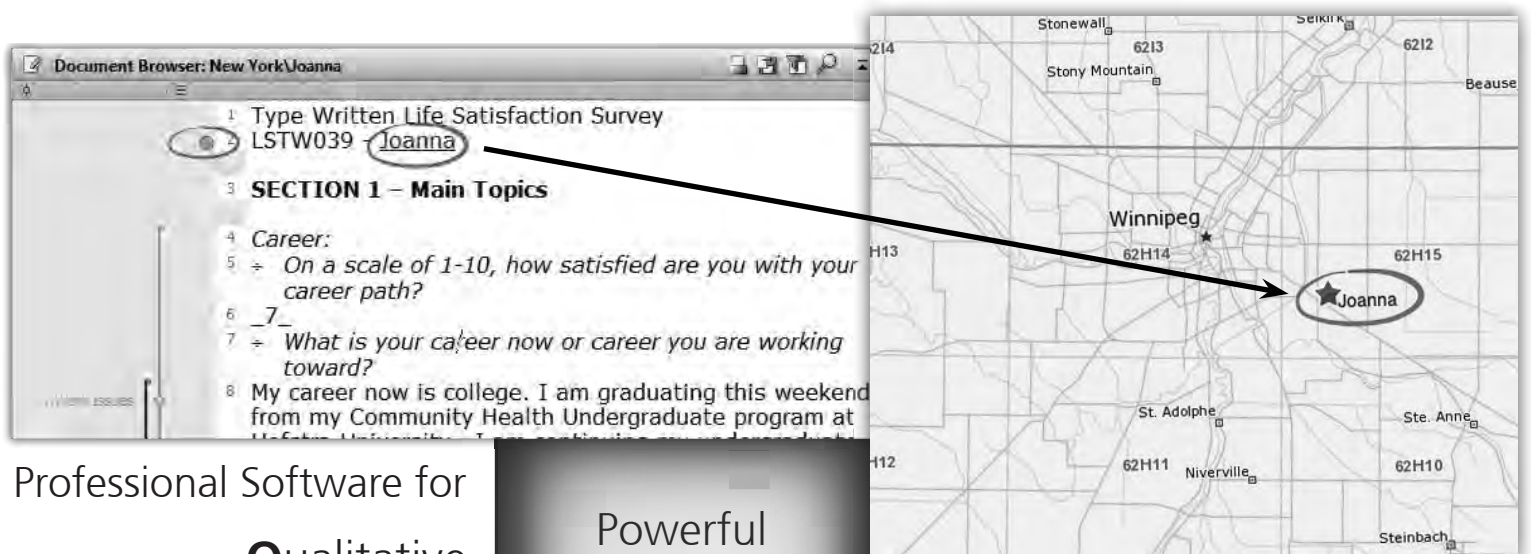 Document Browser: New York\Joanna
1 Type Written Life Satisfaction Survey
2 LSTW039 - Joanna
3 SECTION 1 – Main Topics
4 Career:
5 ÷ On a scale of 1-10, how satisfied are you with your
career path?
6 _7_
7 ÷ What is your career now or career you are working
toward?
8 My career now is college. I am graduating this weekend
from my Community Health Undergraduate program at
Professional Software for
Qualitative
Powerful
Stonewall
Selkirk
62I4
62I3
62I2
Stony Mountain
Beause
Winnipeg
H13
62H14
62H15
Joanna
St. Adolphe
Ste. Anne
H12
62H11
Niverville
62H10
Steinbach